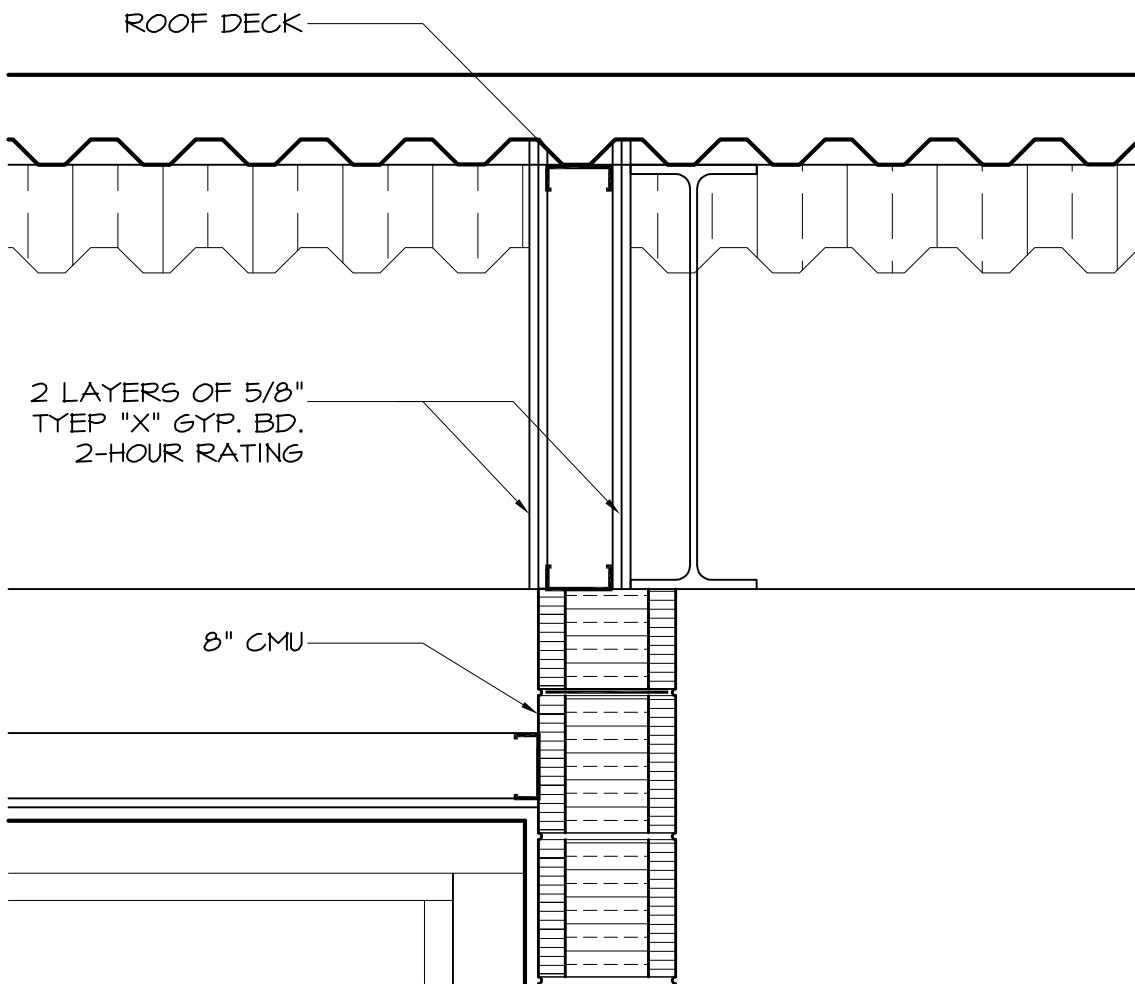 ROOF DECK
2 LAYERS OF 5/8"
TYEP "X" GYP. BD.
2-HOUR RATING
8" CMU